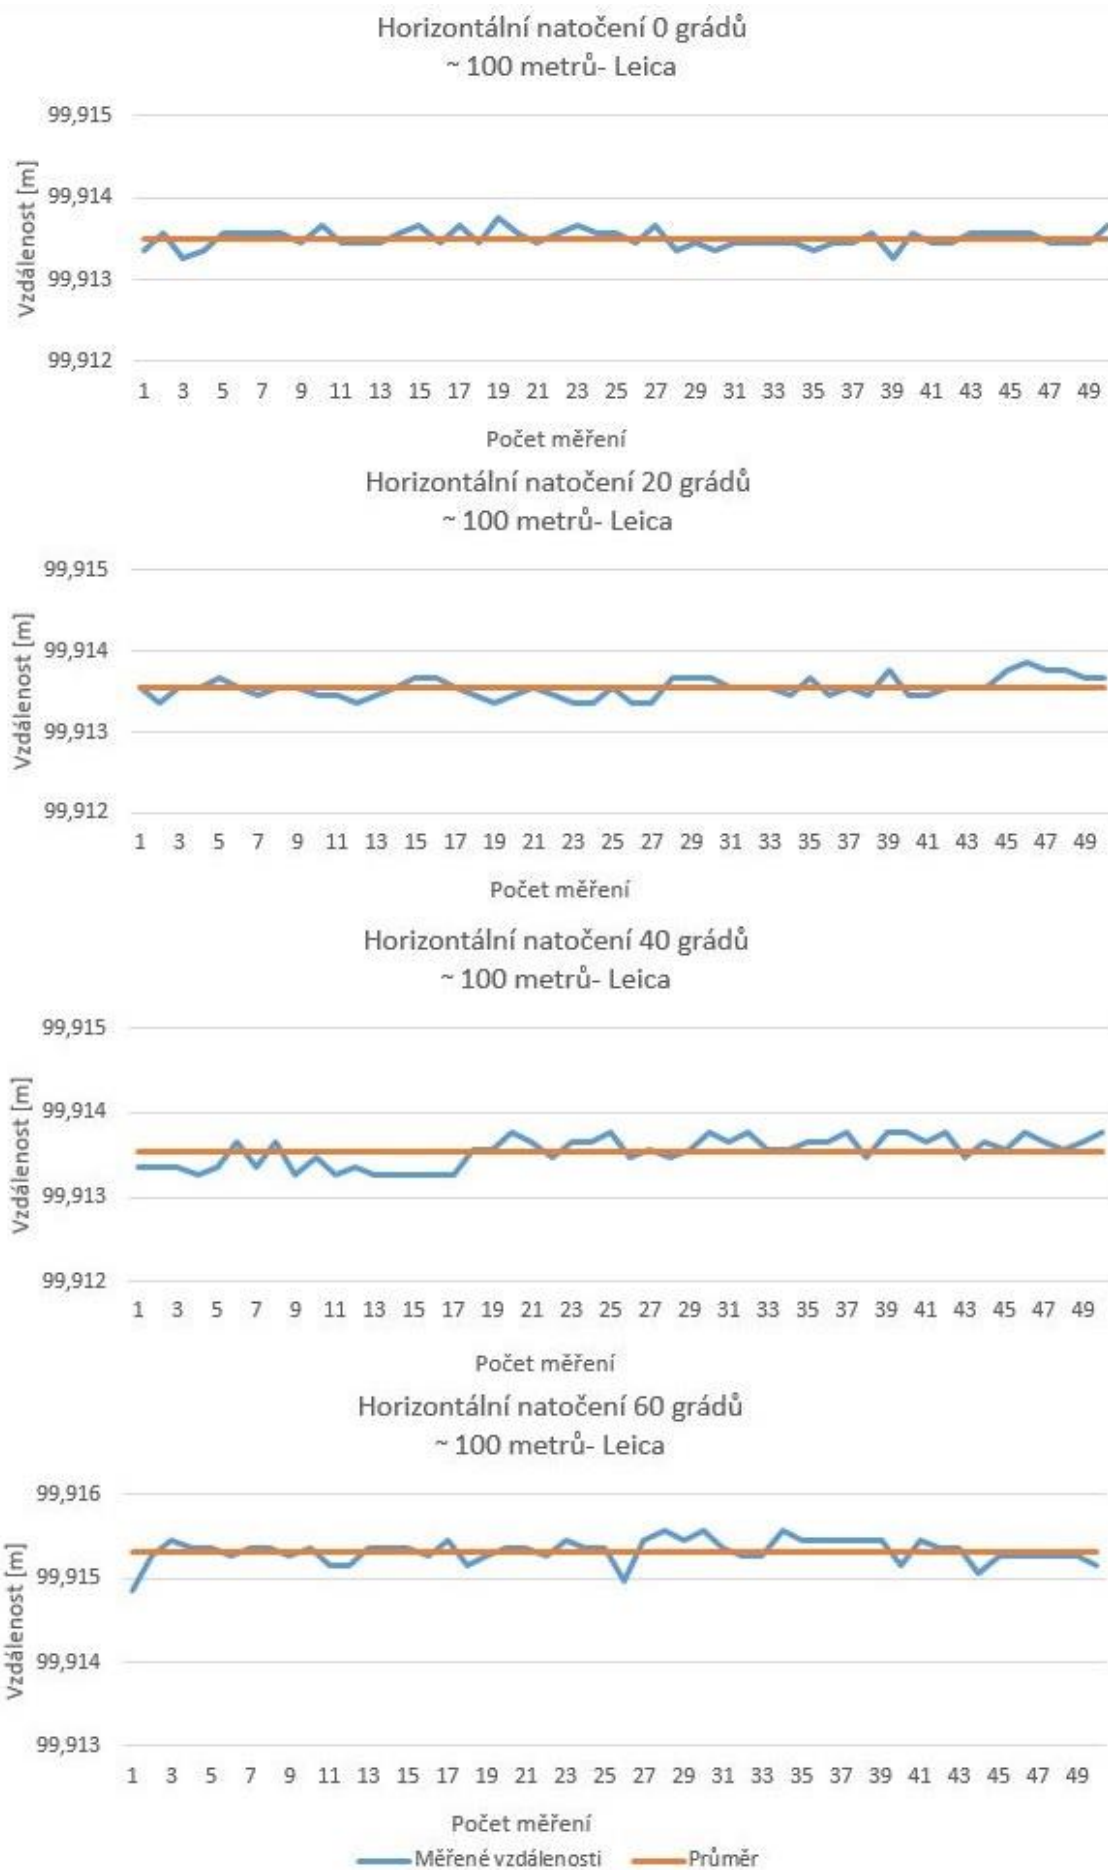 Horizontální natočení 0 grádů
~ 100 metrů- Leica
Vzdálenost [m]
99,915
99,914
99,913
99,912
1 3 5 7 9 11 13 15 17 19 21 23 25 27 29 31 33 35 37 39 41 43 45 47 49
Počet měření
Horizontální natočení 20 grádů
~ 100 metrů- Leica
Vzdálenost [m]
99,915
99,914
99,913
99,912
1 3 5 7 9 11 13 15 17 19 21 23 25 27 29 31 33 35 37 39 41 43 45 47 49
Počet měření
Horizontální natočení 40 grádů
~ 100 metrů- Leica
Vzdálenost [m]
99,915
99,914
99,913
99,912
1 3 5 7 9 11 13 15 17 19 21 23 25 27 29 31 33 35 37 39 41 43 45 47 49
Počet měření
Horizontální natočení 60 grádů
~ 100 metrů- Leica
Vzdálenost [m]
99,916
99,915
99,914
99,913
1 3 5 7 9 11 13 15 17 19 21 23 25 27 29 31 33 35 37 39 41 43 45 47 49
Počet měření
Měřené vzdálenosti Průměr